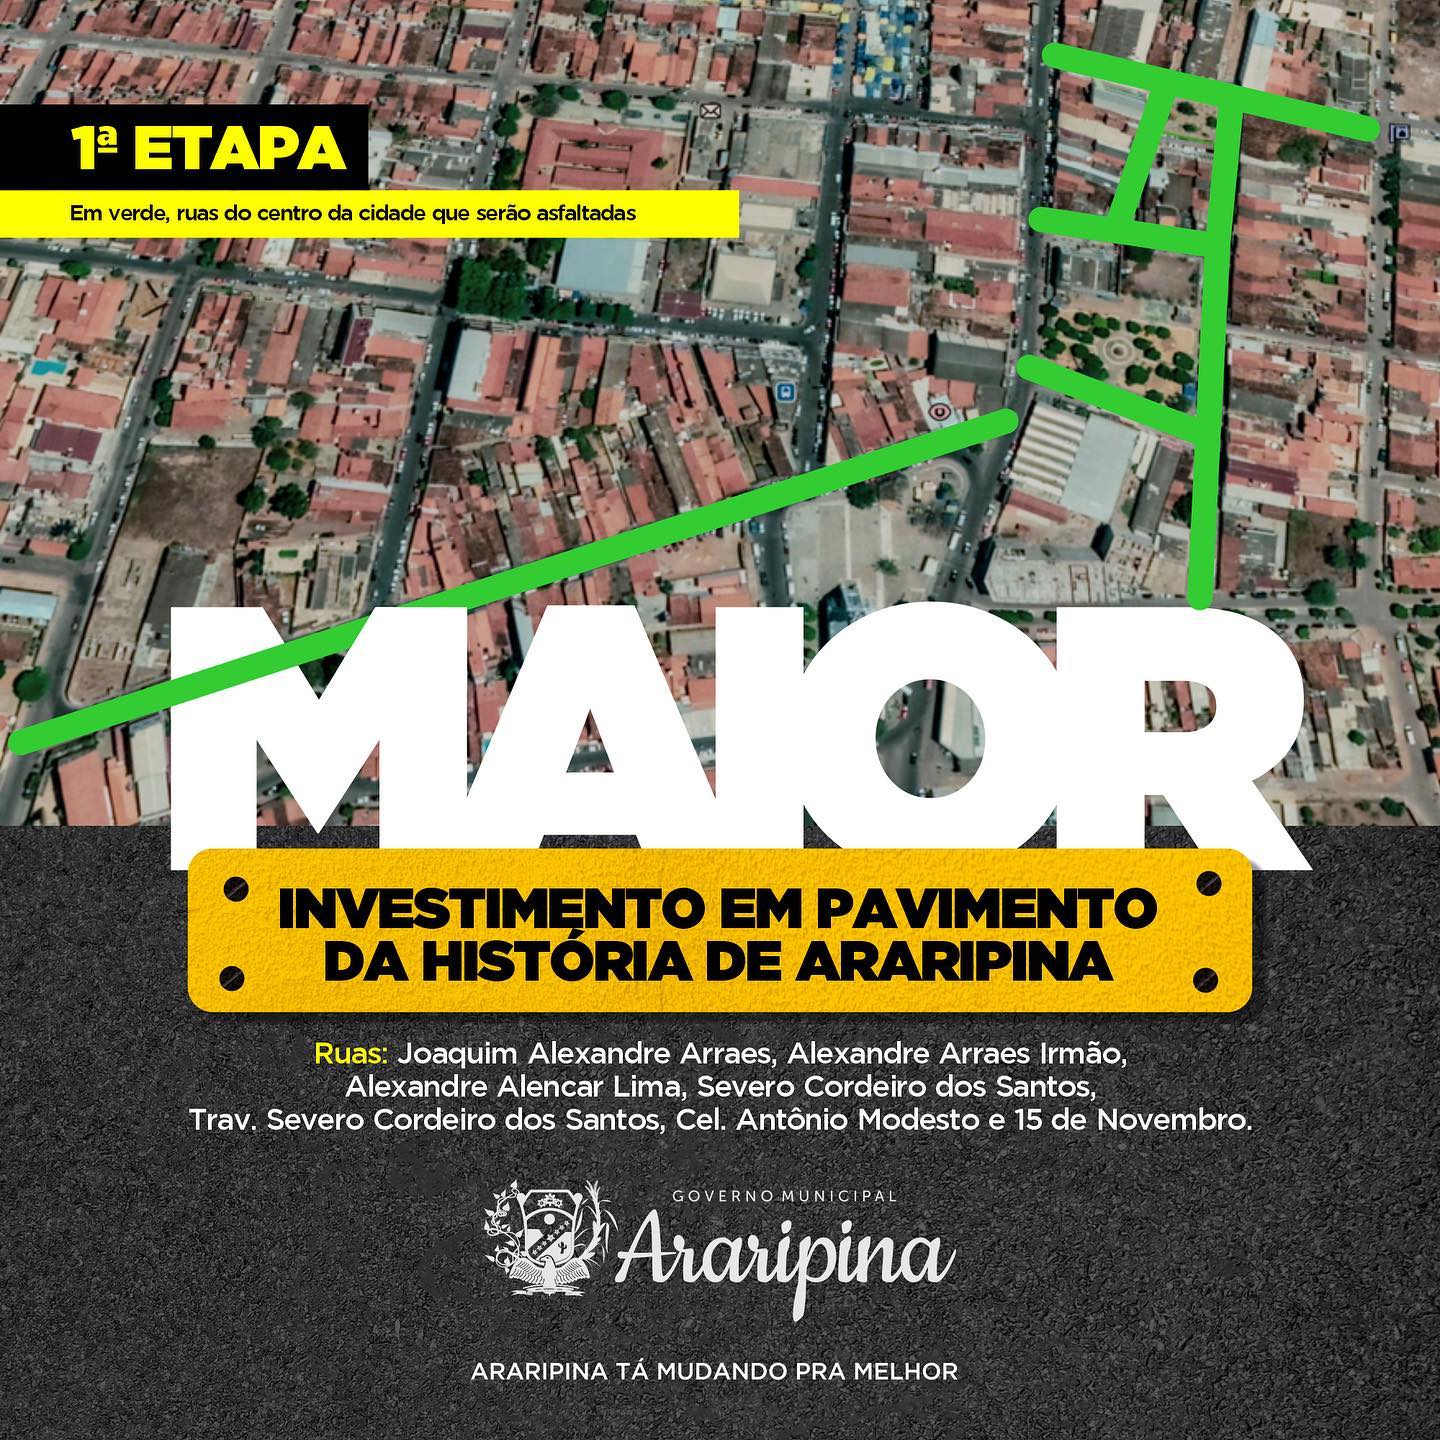 1ª ETAPA
Em verde, ruas do centro da cidade que serão asfaltadas
MAIOR
INVESTIMENTO EM PAVIMENTO
DA HISTÓRIA DE ARARIPINA
Ruas: Joaquim Alexandre Arraes, Alexandre Arraes Irmão,
Alexandre Alencar Lima, Severo Cordeiro dos Santos,
Trav. Severo Cordeiro dos Santos, Cel. Antônio Modesto e 15 de Novembro.
GOVERNO MUNICIPAL
Araripina
ARARIPINA TÁ MUDANDO PRA MELHOR